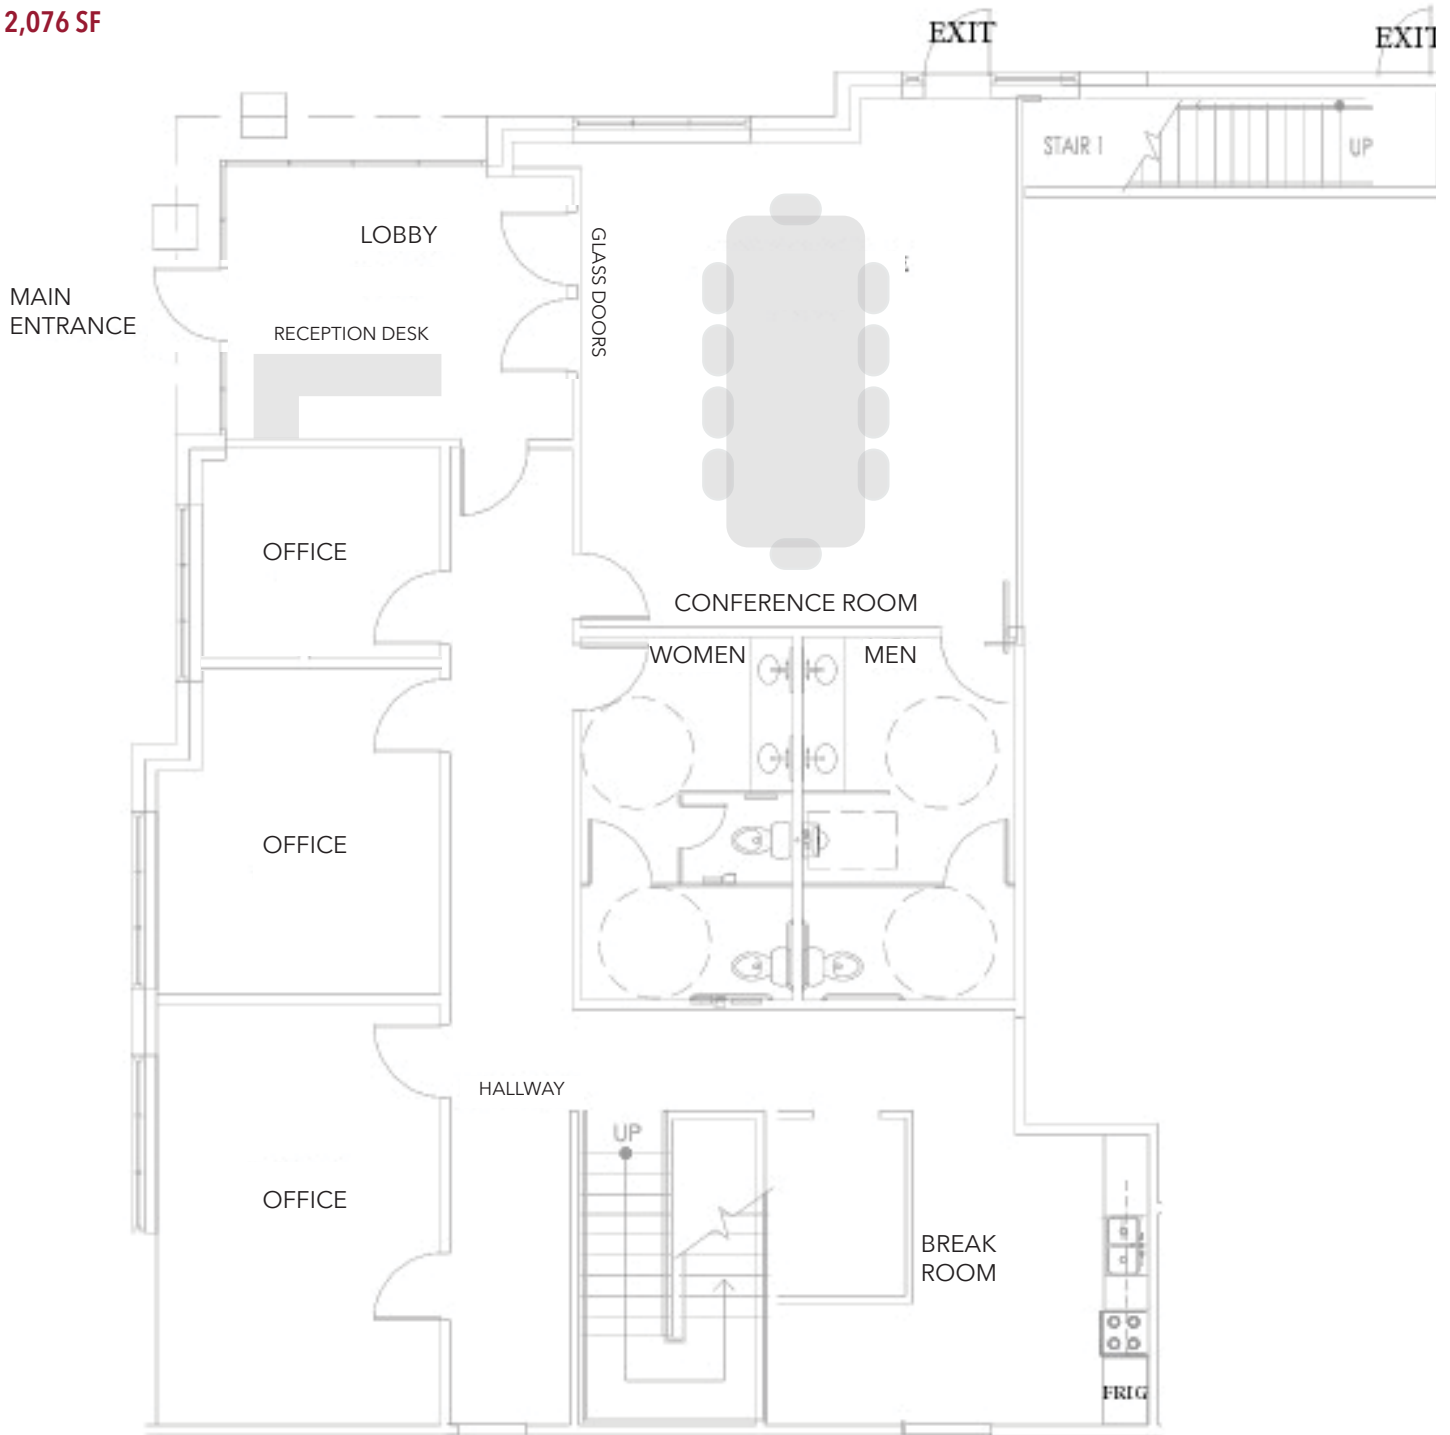 2,076 SF
EXIT
EXIT
STAIR 1
UP
LOBBY
GLASS DOORS
MAIN
ENTRANCE
RECEPTION DESK
OFFICE
CONFERENCE ROOM
WOMEN
MEN
OFFICE
HALLWAY
UP
OFFICE
BREAK
ROOM
FRIG